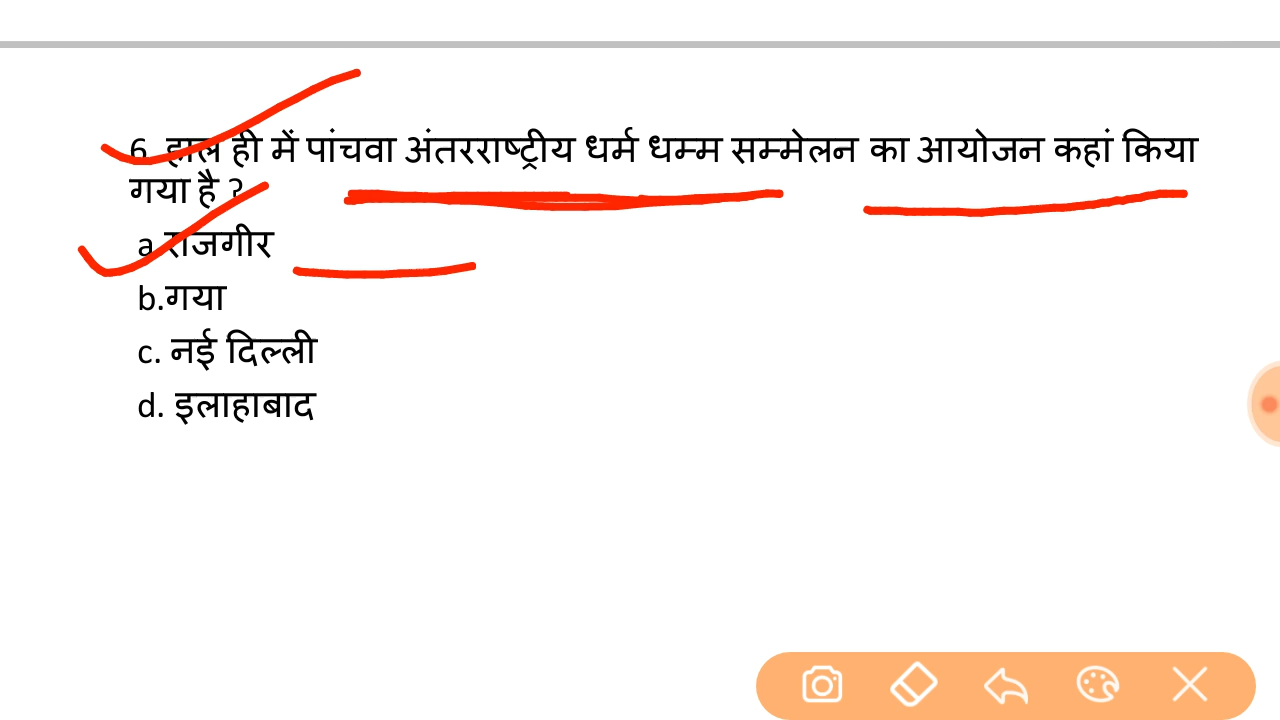 6. हाल ही में पांचवा अंतरराष्ट्रीय धर्म धम्म सम्मेलन का आयोजन कहां किया
गया है ?
a.राजगीर
b.गया
c. नई दिल्ली
d. इलाहाबाद